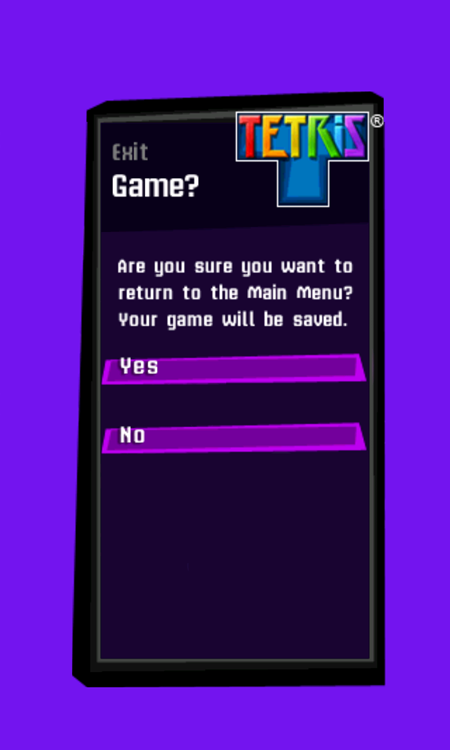 TETRIS®
Exit
Game?
Are you sure you want to
return to the Main Menu?
Your game will be saved.
Yes
No